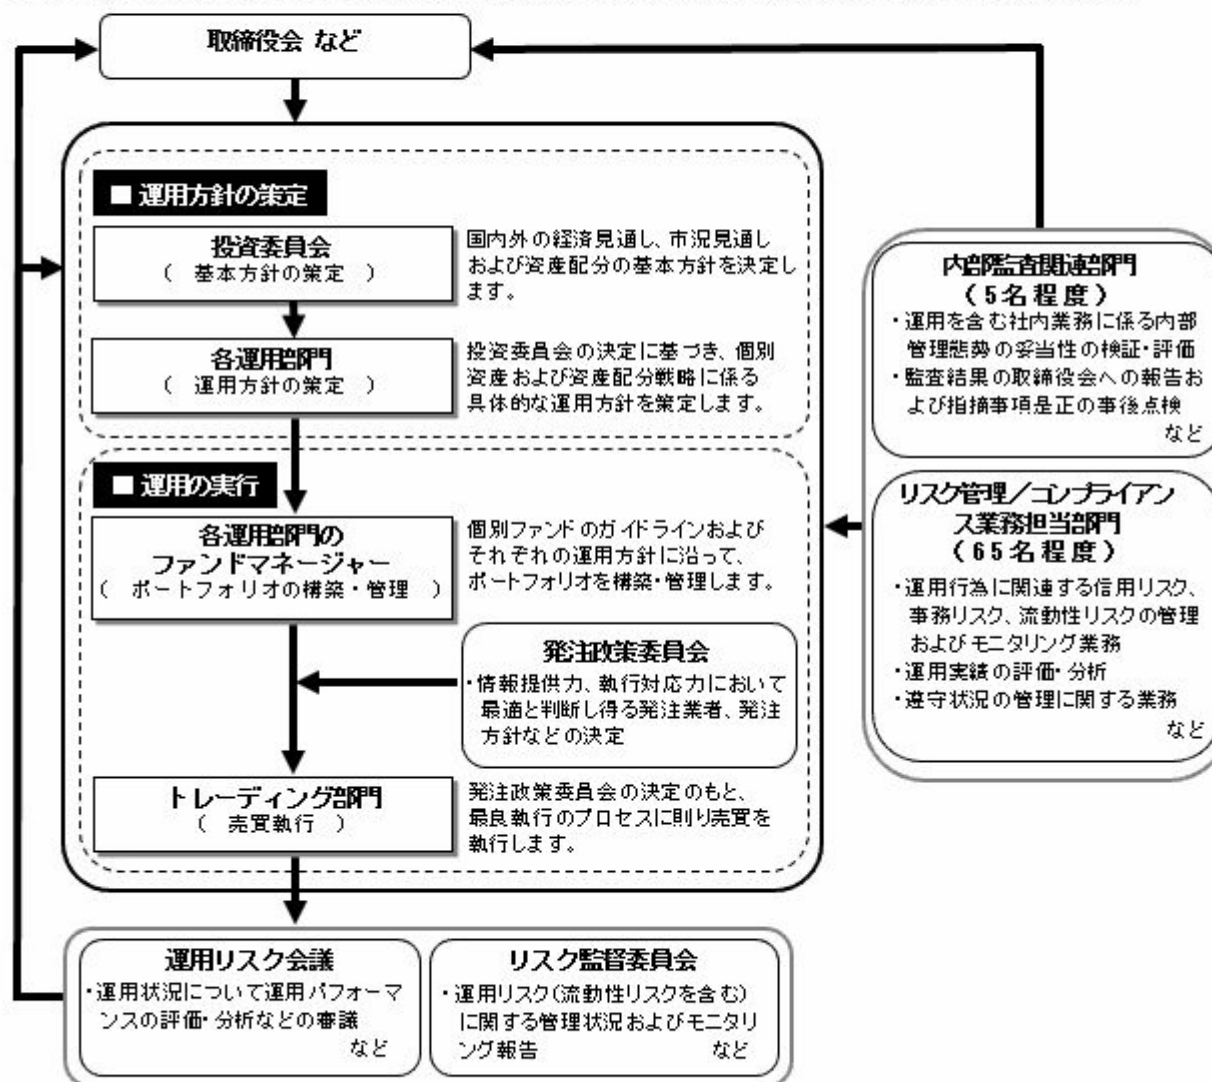 取締役会 など
■ 運用方針の策定
投資委員会
( 基本方針の策定 )
国内外の経済見通し、市況見通し
および資産配分の基本方針を決定し
ます。
各運用部門
( 運用方針の策定 )
投資委員会の決定に基づき、個別
資産および資産配分戦略に係る
具体的な運用方針を策定します。
■ 運用の実行
各運用部門の
ファンドマネージャー
( ポートフォリオの構築・管理 )
個別ファンドのガイドラインおよび
それぞれの運用方針に沿って、
ポートフォリオを構築・管理します。
発注政策委員会
・情報提供力、執行対応力において
最適と判断し得る発注業者、発注
方針などの決定
トレーディング部門
( 売買執行 )
発注政策委員会の決定のもと、
最良執行のプロセスに則り売買を
執行します。
内部監査関連部門
(5名程度)
・運用を含む社内業務に係る内部
管理態勢の妥当性の検証・評価
・監査結果の取締役会への報告お
よび指摘事項是正の事後点検
など
リスク管理/コンプライアン
ス業務担当部門
(65名程度)
・運用行為に関連する信用リスク、
事務リスク、流動性リスクの管理
およびモニタリング業務
・運用実績の評価・分析
・遵守状況の管理に関する業務
など
運用リスク会議
・運用状況について運用パフォーマ
ンスの評価・分析などの審議
など
リスク監督委員会
・運用リスク(流動性リスクを含む)
に関する管理状況およびモニタリ
ング報告 など